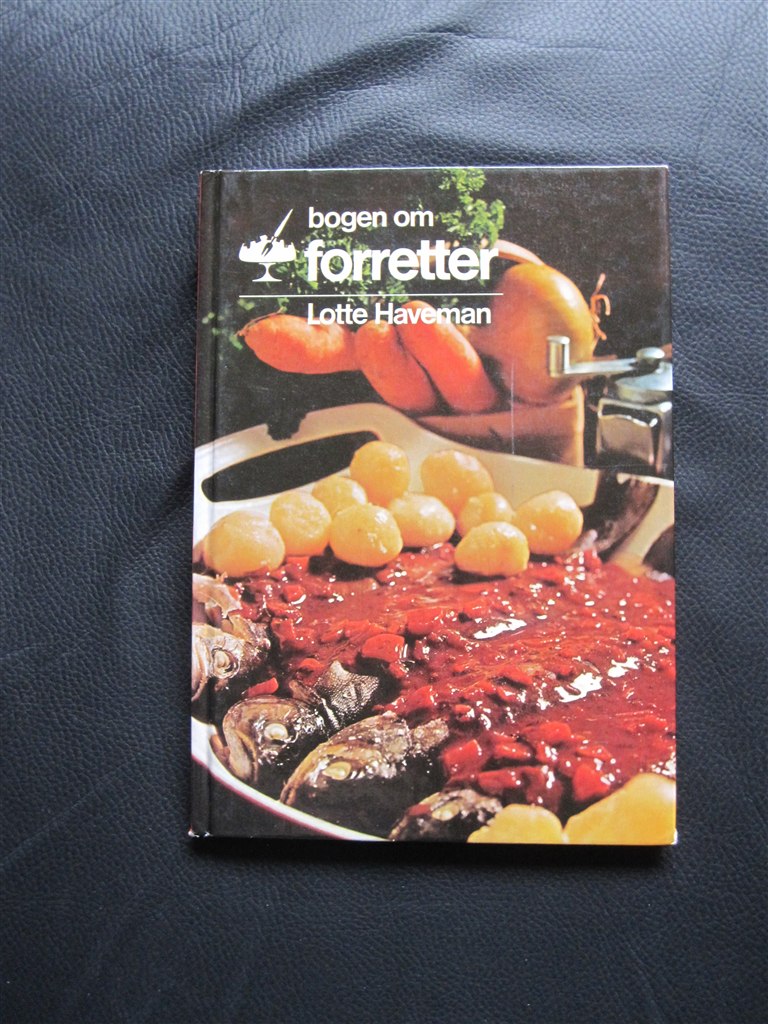 bogen om
forretter
Lotte Haveman